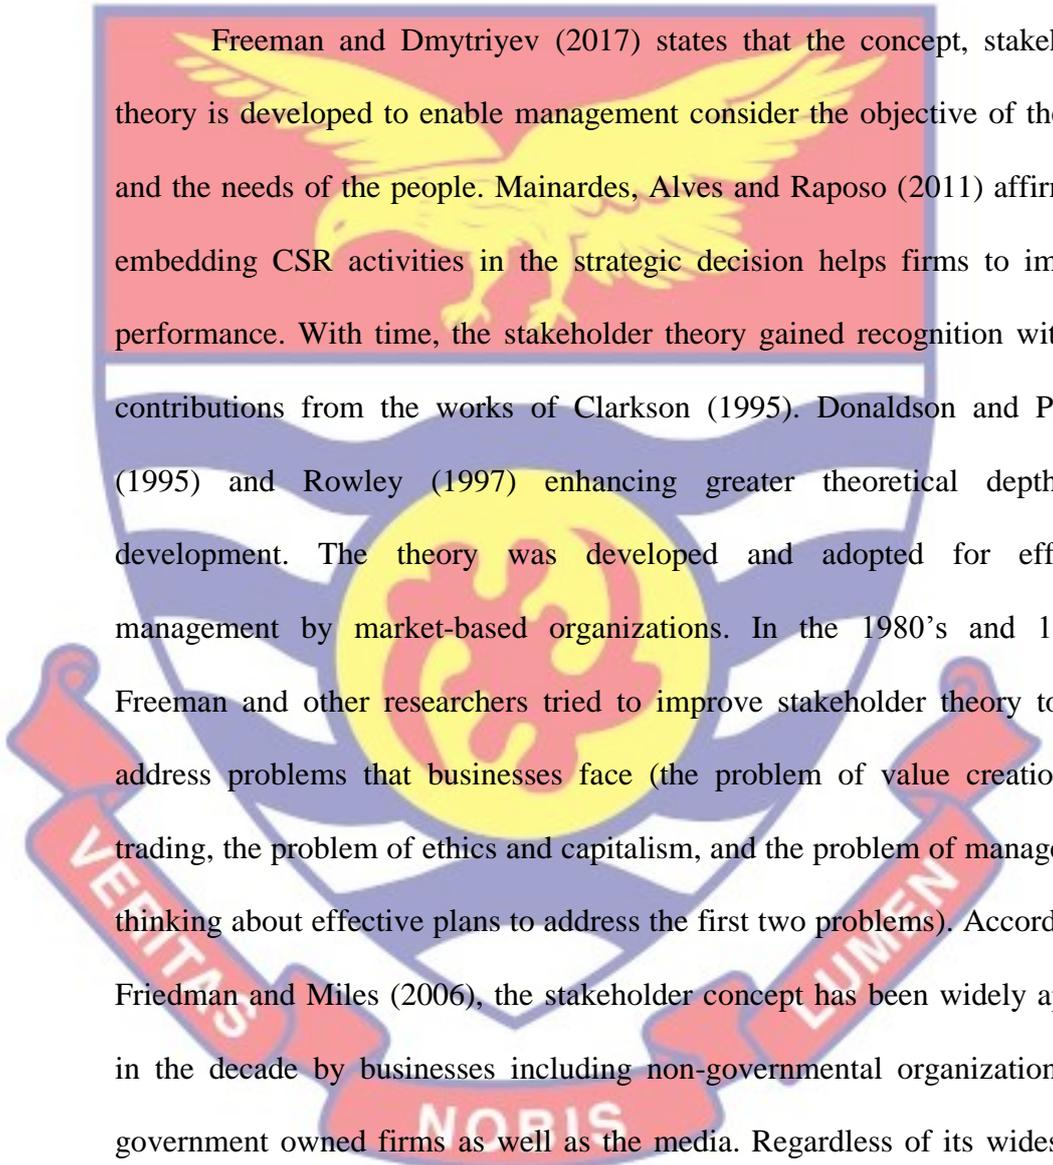 Freeman and Dmytriyev (2017) states that the concept, stakel
theory is developed to enable management consider the objective of the
and the needs of the people. Mainardes, Alves and Raposo (2011) affirm
embedding CSR activities in the strategic decision helps firms to im
performance. With time, the stakeholder theory gained recognition wit
contributions from the works of Clarkson (1995). Donaldson and P
(1995) and Rowley (1997) enhancing greater theoretical depth
development. The theory was developed and adopted for eff
management by market-based organizations. In the 1980’s and 1
Freeman and other researchers tried to improve stakeholder theory to
address problems that businesses face (the problem of value creatio
trading, the problem of ethics and capitalism, and the problem of manage
thinking about effective plans to address the first two problems). Accord
Friedman and Miles (2006), the stakeholder concept has been widely a
in the decade by businesses including non-governmental organization
government owned firms as well as the media. Regardless of its wides
VERITAS
NOBIS
LUMEN